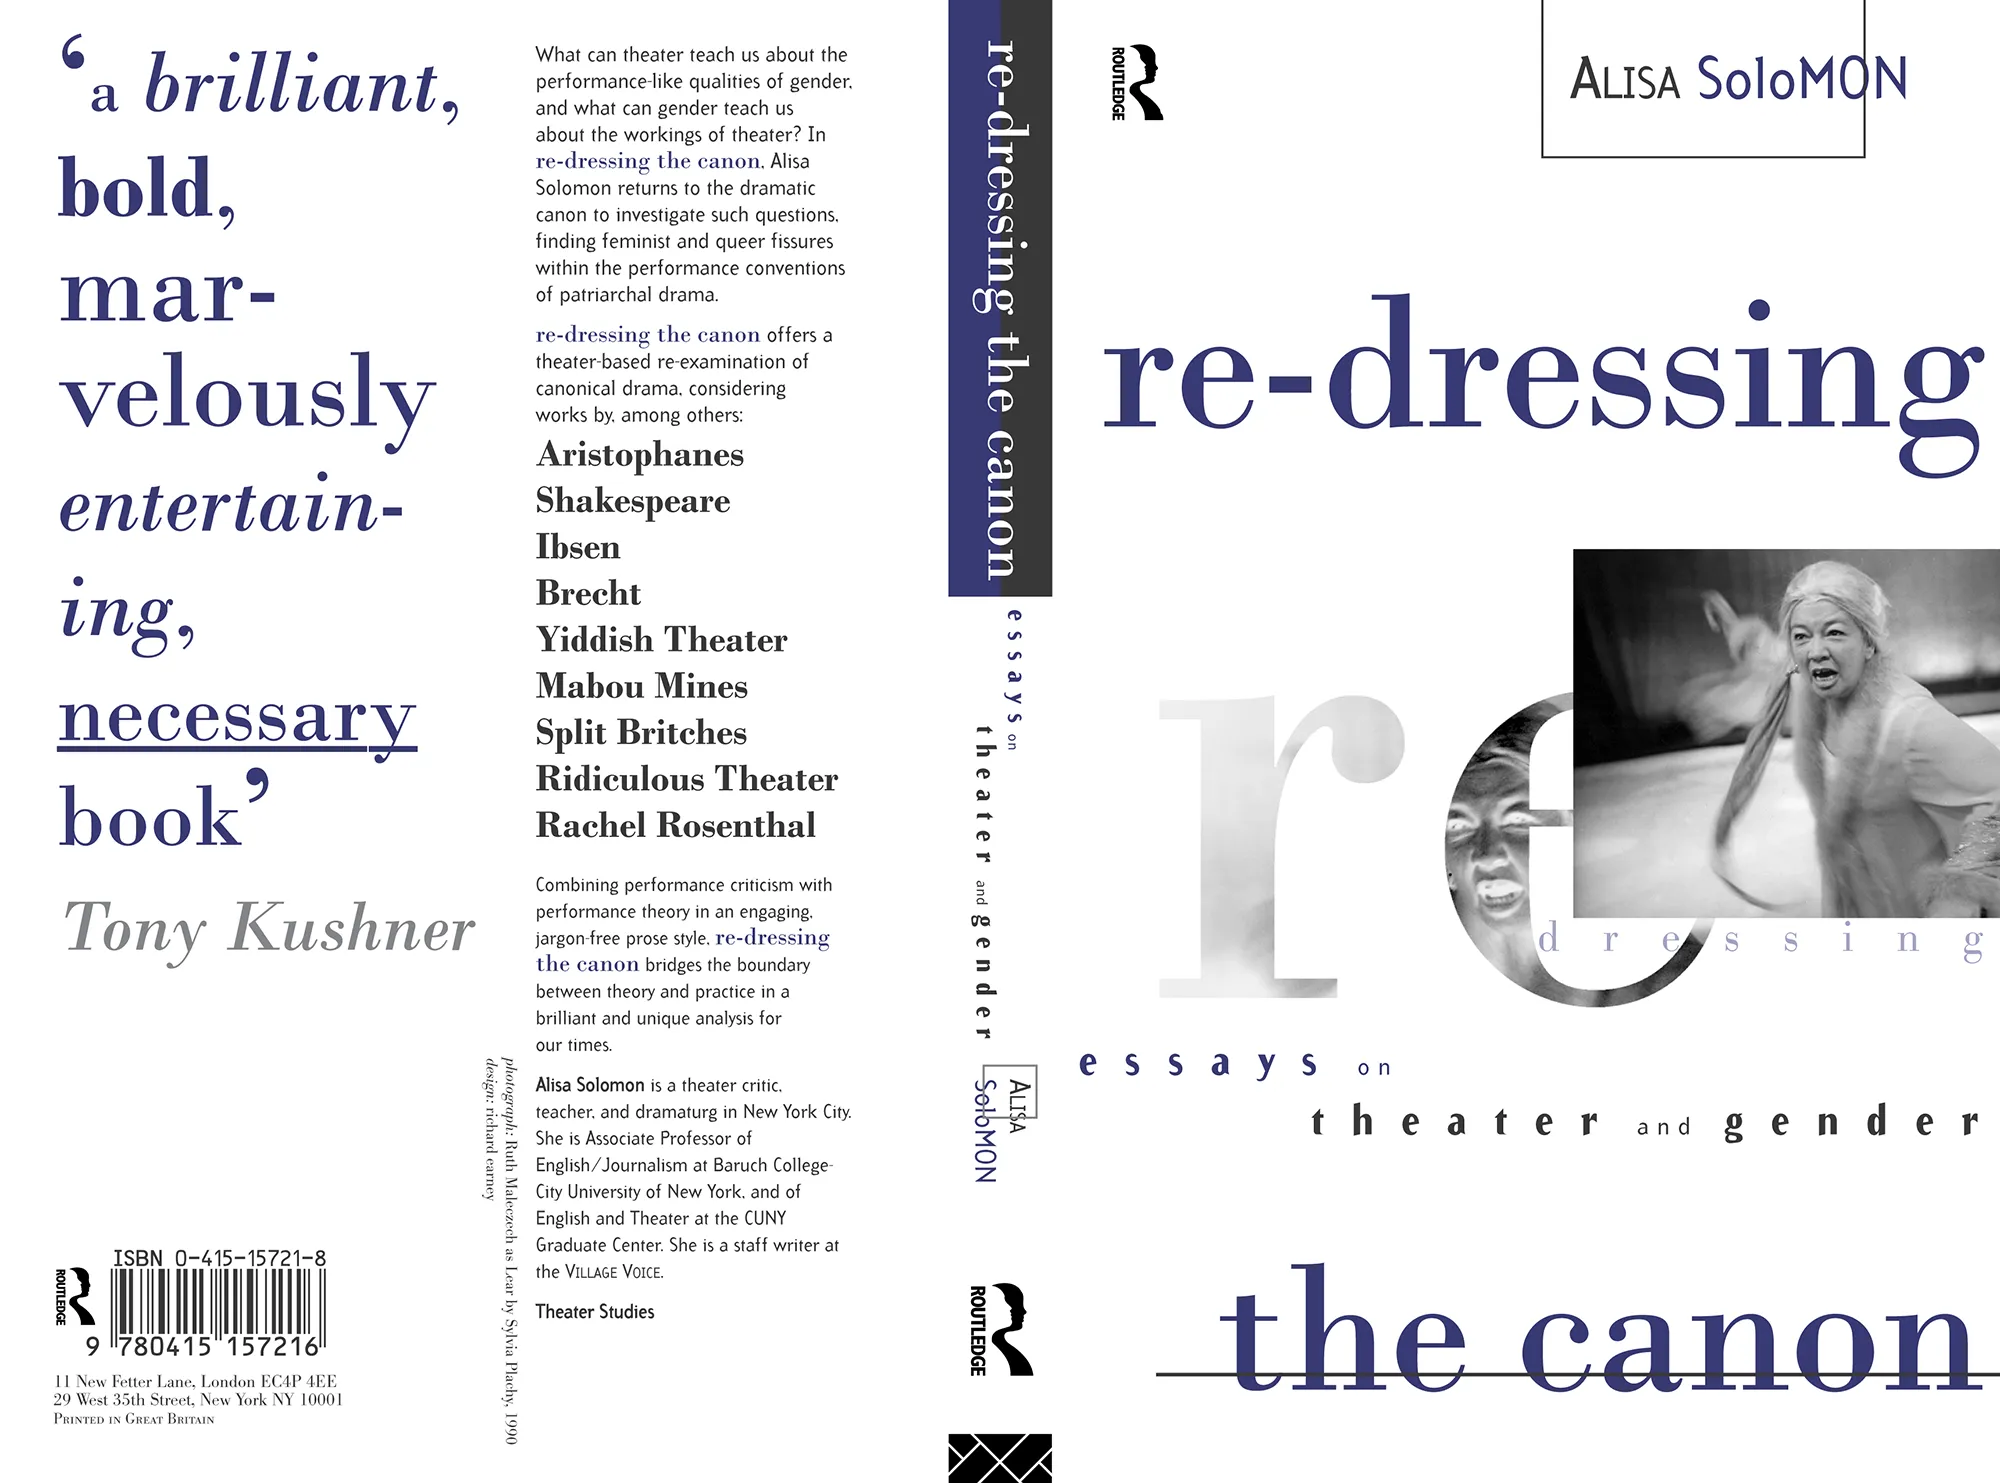 ‘a brilliant,
bold,
mar-
velously
entertain-
ing,
necessary
book’
Tony Kushner
ISBN 0-415-15721-8
ROUTLEDGE
9 780415 157216
11 New Fetter Lane, London EC4P 4EE
29 West 35th Street, New York NY 10001
Printed in Great Britain
photograph: Ruth Maleczech as Lear by Sylvia Plachy, 1990
design: richard earney
What can theater teach us about the
performance-like qualities of gender,
and what can gender teach us
about the workings of theater? In
re-dressing the canon, Alisa
Solomon returns to the dramatic
canon to investigate such questions,
finding feminist and queer fissures
within the performance conventions
of patriarchal drama.
re-dressing the canon offers a
theater-based re-examination of
canonical drama, considering
works by, among others:
Aristophanes
Shakespeare
Ibsen
Brecht
Yiddish Theater
Mabou Mines
Split Britches
Ridiculous Theater
Rachel Rosenthal
Combining performance criticism with
performance theory in an engaging,
jargon-free prose style, re-dressing
the canon bridges the boundary
between theory and practice in a
brilliant and unique analysis for
our times.
Alisa Solomon is a theater critic,
teacher, and dramaturg in New York City.
She is Associate Professor of
English/Journalism at Baruch College-
City University of New York, and of
English and Theater at the CUNY
Graduate Center. She is a staff writer at
the Village Voice.
Theater Studies
re-dressing the canon
essays on
theater and gender
Alisa
SoloMON
ROUTLEDGE
ROUTLEDGE
Alisa SoloMON
re-dressing
re
dressing
essays on
theater and gender
the canon